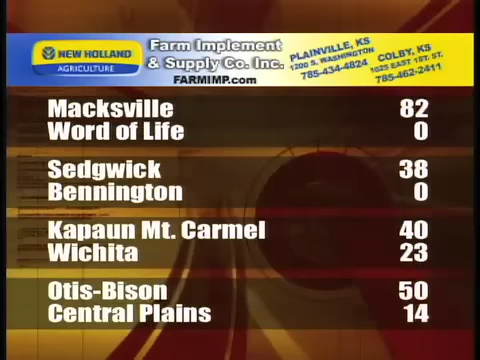 NEW HOLLAND
AGRICULTURE
Farm Implement
& Supply Co. Inc.
FARMIMP.com
PLAINVILLE, KS
1200 S. WASHINGTON
785-434-4824
COLBY, KS
1025 EAST 1ST. ST.
785-462-2411
Macksville 82
Word of Life 0
Sedgwick 38
Bennington 0
Kapaun Mt. Carmel 40
Wichita 23
Otis-Bison 50
Central Plains 14